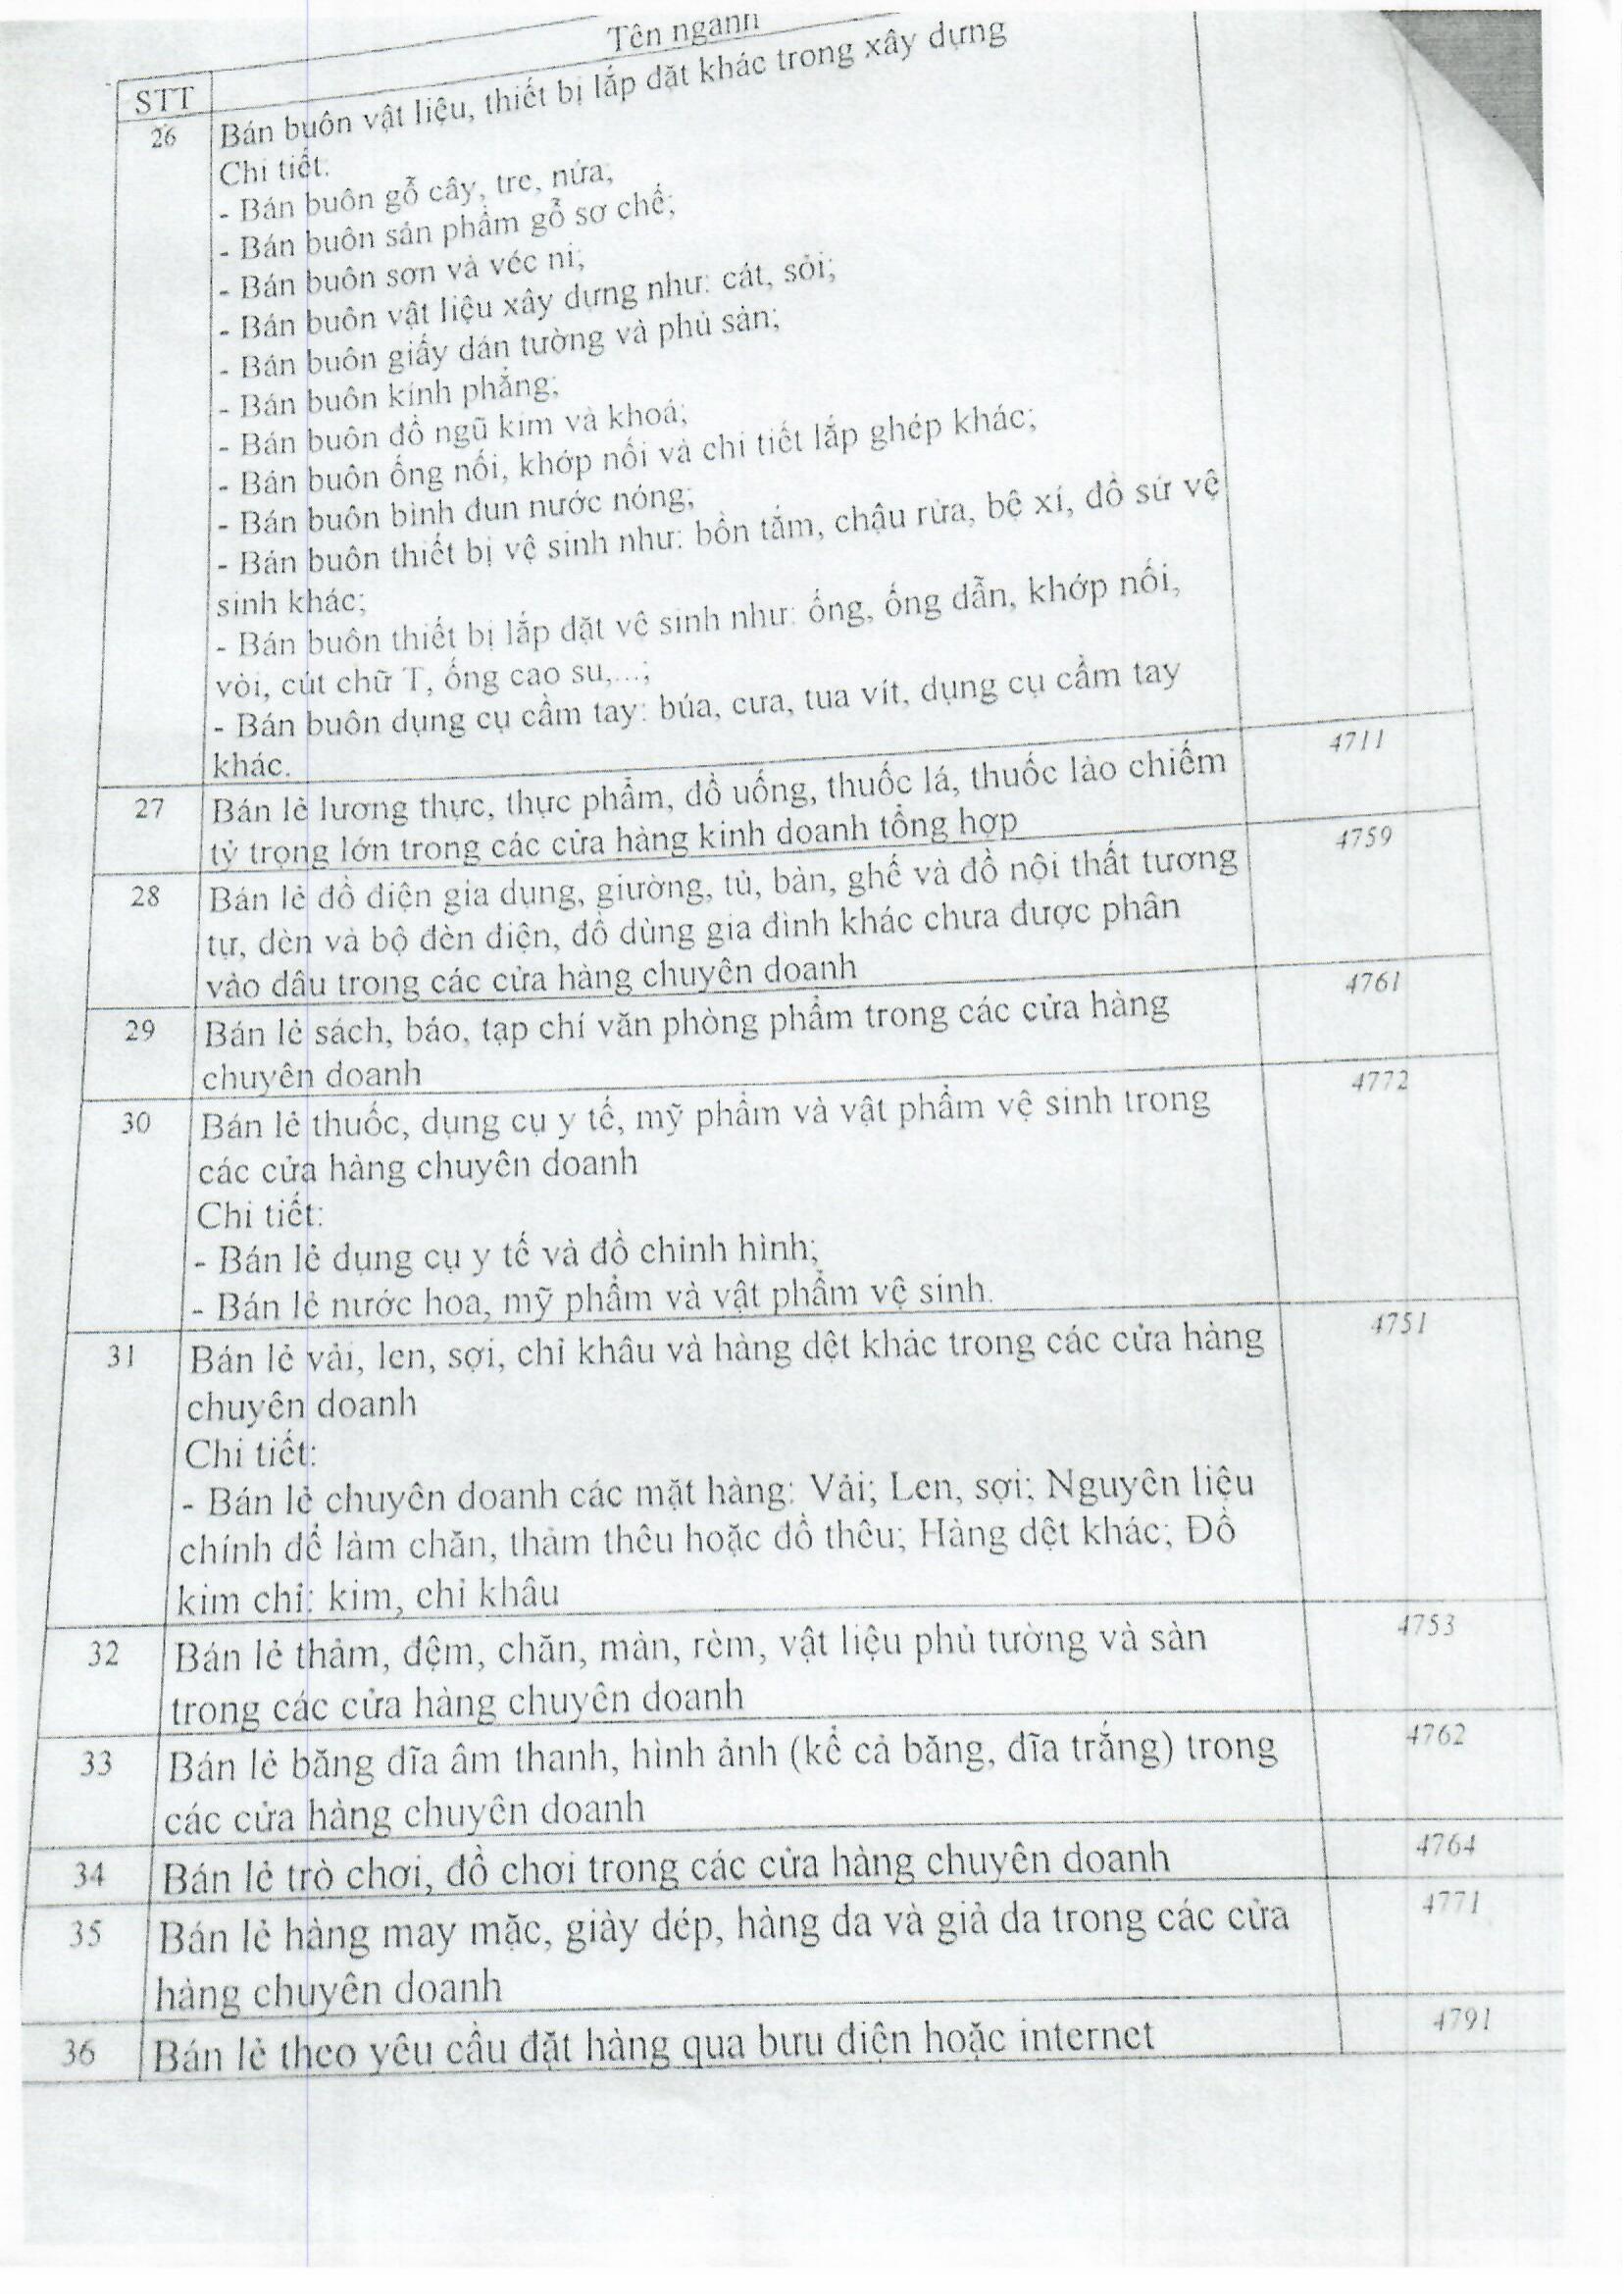 STT
Tên ngành
26
Bán buôn vật liệu, thiết bị lắp đặt khác trong xây dựng
Chi tiết:
- Bán buôn gỗ cây, tre, nứa;
- Bán buôn sản phẩm gỗ sơ chế;
- Bán buôn sơn và véc ni;
- Bán buôn vật liệu xây dựng như: cát, sỏi;
- Bán buôn giấy dán tường và phủ sàn;
- Bán buôn kính phẳng;
- Bán buôn đồ ngũ kim và khoá;
- Bán buôn ống nối, khớp nối và chi tiết lắp ghép khác;
- Bán buôn bình đun nước nóng;
- Bán buôn thiết bị vệ sinh như: bồn tắm, chậu rửa, bệ xí, đồ sứ vệ
sinh khác;
- Bán buôn thiết bị lắp đặt vệ sinh như: ống, ống dẫn, khớp nối,
vòi, cút chữ T, ống cao su,...;
- Bán buôn dụng cụ cầm tay: búa, cưa, tua vít, dụng cụ cầm tay
khác.
27
Bán lẻ lương thực, thực phẩm, đồ uống, thuốc lá, thuốc lào chiếm
tỷ trọng lớn trong các cửa hàng kinh doanh tổng hợp
4711
28
Bán lẻ đồ điện gia dụng, giường, tủ, bàn, ghế và đồ nội thất tương
tự, đèn và bộ đèn điện, đồ dùng gia đình khác chưa được phân
vào đâu trong các cửa hàng chuyên doanh
4759
29
Bán lẻ sách, báo, tạp chí văn phòng phẩm trong các cửa hàng
chuyên doanh
4761
30
Bán lẻ thuốc, dụng cụ y tế, mỹ phẩm và vật phẩm vệ sinh trong
các cửa hàng chuyên doanh
Chi tiết:
- Bán lẻ dụng cụ y tế và đồ chỉnh hình;
- Bán lẻ nước hoa, mỹ phẩm và vật phẩm vệ sinh.
4772
31
Bán lẻ vải, len, sợi, chỉ khâu và hàng dệt khác trong các cửa hàng
chuyên doanh
Chi tiết:
- Bán lẻ chuyên doanh các mặt hàng: Vải; Len, sợi; Nguyên liệu
chính để làm chăn, thảm thêu hoặc đồ thêu; Hàng dệt khác; Đồ
kim chỉ: kim, chỉ khâu
4751
32
Bán lẻ thảm, đệm, chăn, màn, rèm, vật liệu phủ tường và sàn
trong các cửa hàng chuyên doanh
4753
33
Bán lẻ băng đĩa âm thanh, hình ảnh (kể cả băng, đĩa trắng) trong
các cửa hàng chuyên doanh
4762
34
Bán lẻ trò chơi, đồ chơi trong các cửa hàng chuyên doanh
4764
35
Bán lẻ hàng may mặc, giày dép, hàng da và giả da trong các cửa
hàng chuyên doanh
4771
36
Bán lẻ theo yêu cầu đặt hàng qua bưu điện hoặc internet
4791